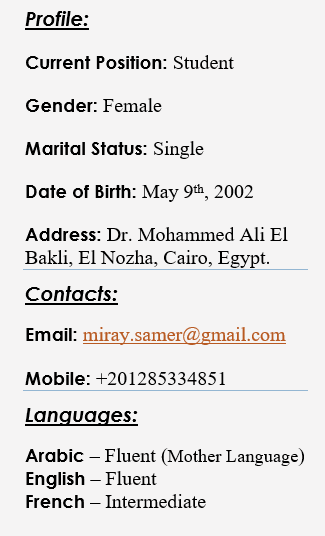 Profile:
Current Position: Student
Gender: Female
Marital Status: Single
Date of Birth: May 9th, 2002
Address: Dr. Mohammed Ali El
Bakli, El Nozha, Cairo, Egypt.
Contacts:
Email: miray.samer@gmail.com
Mobile: +201285334851
Languages:
Arabic – Fluent (Mother Language)
English – Fluent
French – Intermediate